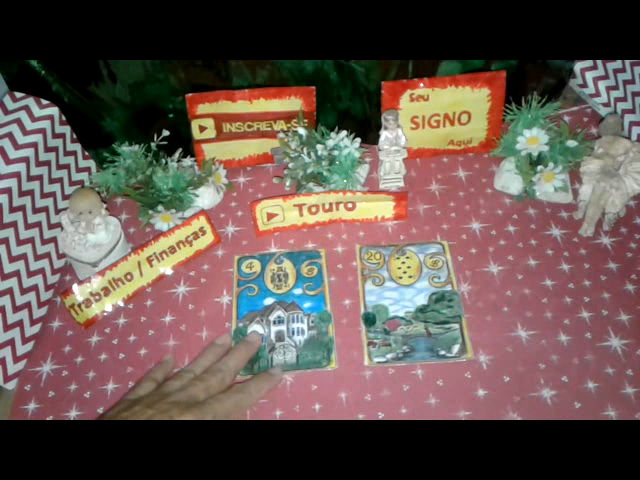 INSCREVA-SE
Seu
SIGNO
Aqui
Touro
Trabalho / Finanças
4
20